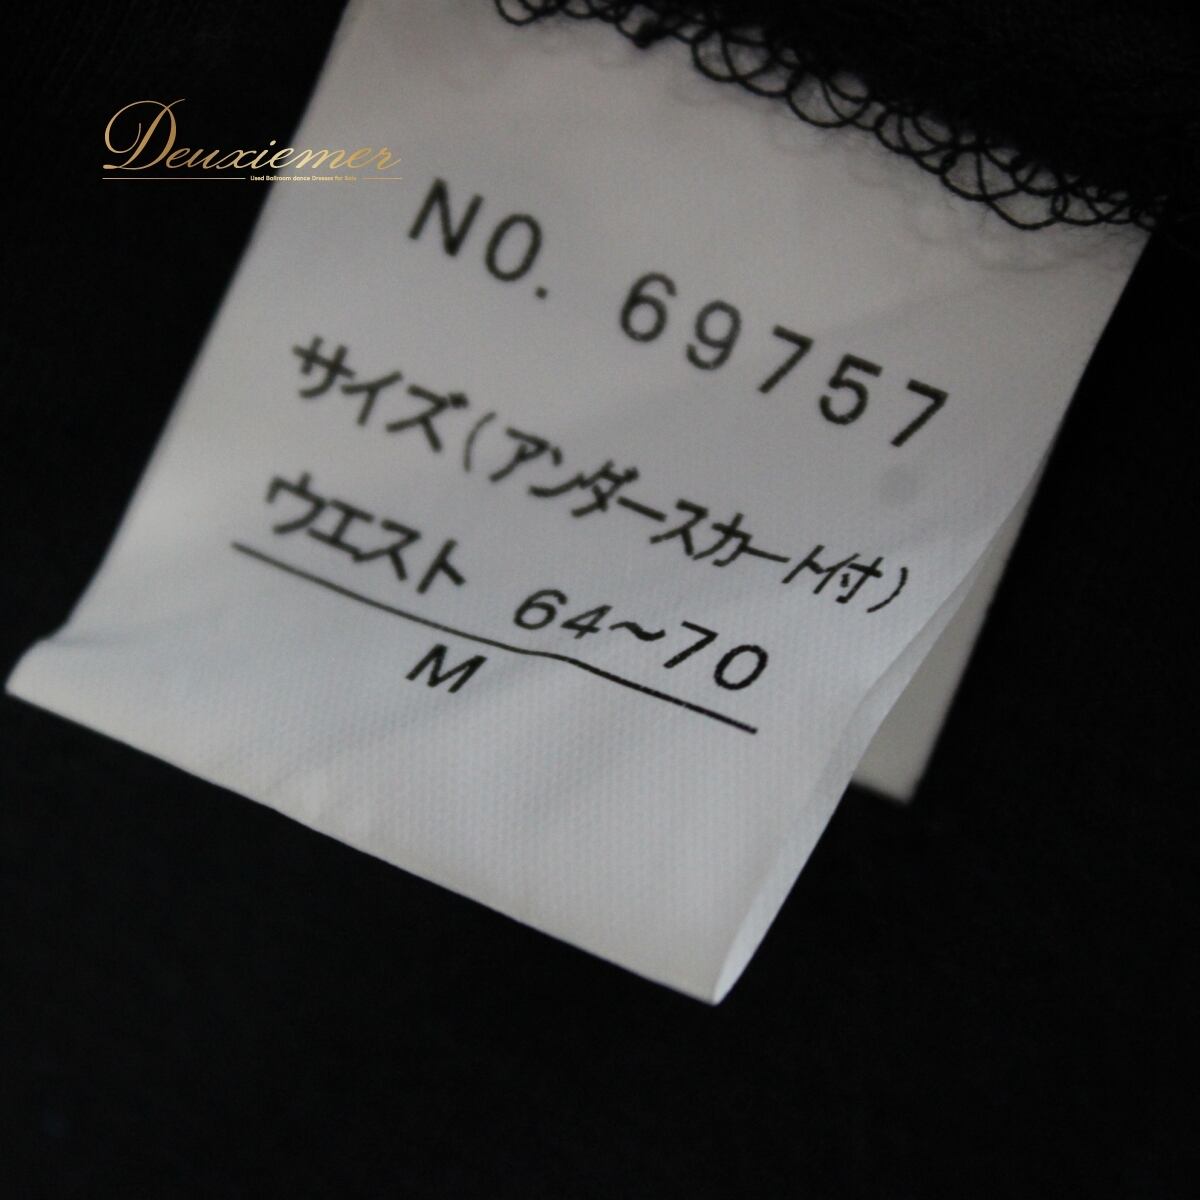 Deuxiemer
Used Ballroom dance Dresses for Sale
NO. 69757
サイズ(アンダースカート付)
ウエスト 64~70
M